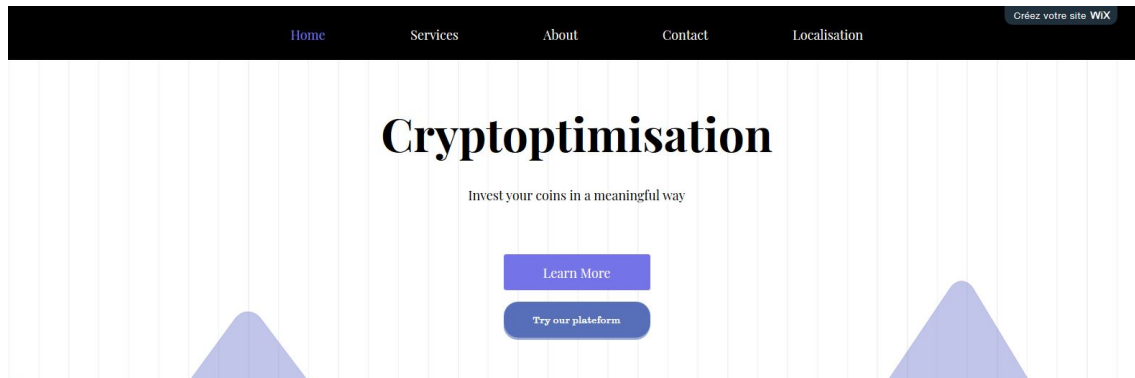 Créez votre site WiX
Home Services About Contact Localisation
Cryptoptimisation
Invest your coins in a meaningful way
Learn More
Try our plateform